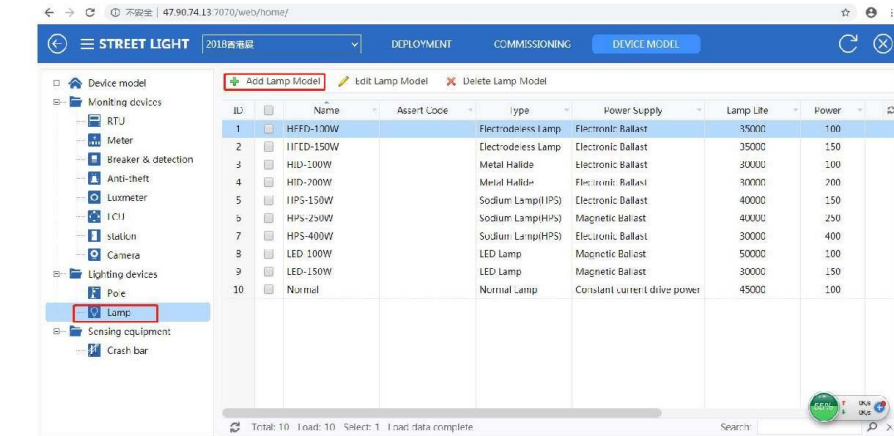 不安全 | 47.90.74.13:7070/web/home/
STREET LIGHT 2018香港展 DEPLOYMENT COMMISSIONING DEVICE MODEL
Device model
Moniting devices
RTU
Meter
Breaker & detection
Anti-theft
Luxmeter
LCU
station
Camera
Lighting devices
Pole
Lamp
Sensing equipment
Crash bar
Add Lamp Model Edit Lamp Model Delete Lamp Model
ID Name Assert Code Type Power Supply Lamp Life Power
1 HFED-100W Electrodeless Lamp Electronic Ballast 35000 100
2 HFED-150W Electrodeless Lamp Electronic Ballast 35000 150
3 HID-100W Metal Halide Electronic Ballast 30000 100
4 HID-200W Metal Halide Electronic Ballast 30000 200
5 HPS-150W Sodium Lamp(HPS) Electronic Ballast 40000 150
6 HPS-250W Sodium Lamp(HPS) Magnetic Ballast 40000 250
7 HPS-400W Sodium Lamp(HPS) Electronic Ballast 30000 400
8 LED-100W LED Lamp Magnetic Ballast 50000 100
9 LED-150W LED Lamp Magnetic Ballast 30000 150
10 Normal Normal Lamp Constant current drive power 45000 100
Total: 10 Load: 10 Select: 1 Load data complete Search: